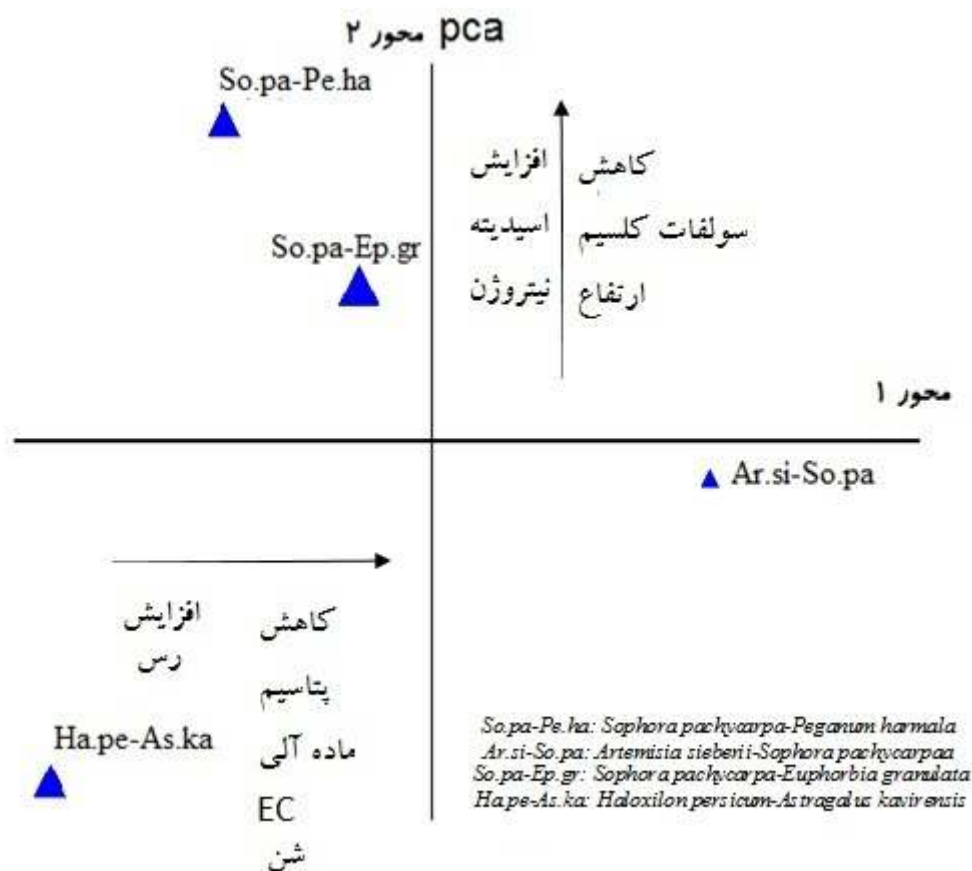 pca محور ۲
So.pa-Pe.ha
افزایش
اسیدیته
نیتروژن
کاهش
سولفات کلسیم
ارتفاع
So.pa-Ep.gr
محور ۱
Ar.si-So.pa
افزایش
رس
کاهش
پتاسیم
ماده آلی
EC
شن
Ha.pe-As.ka
So.pa-Pe.ha: Sophora pachycarpa-Peganum harmala
Ar.si-So.pa: Artemisia sieberii-Sophora pachycarpaa
So.pa-Ep.gr: Sophora pachycarpa-Euphorbia granulata
Ha.pe-As.ka: Haloxilon persicum-Astragalus kavirensis